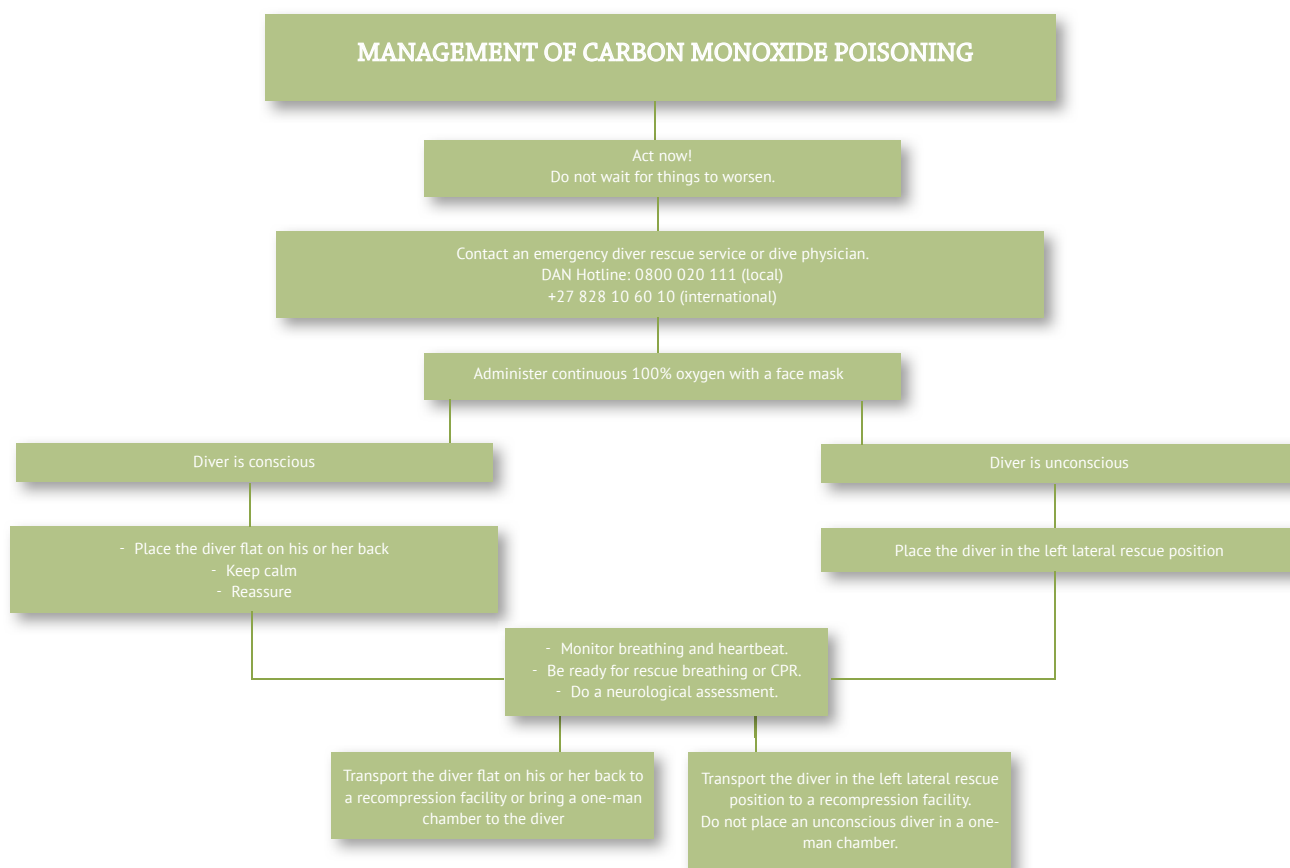 MANAGEMENT OF CARBON MONOXIDE POISONING
Act now!
Do not wait for things to worsen.
Contact an emergency diver rescue service or dive physician.
DAN Hotline: 0800 020 111 (local)
+27 828 10 60 10 (international)
Administer continuous 100% oxygen with a face mask
Diver is conscious
Diver is unconscious
- Place the diver flat on his or her back
- Keep calm
- Reassure
Place the diver in the left lateral rescue position
- Monitor breathing and heartbeat.
- Be ready for rescue breathing or CPR.
- Do a neurological assessment.
Transport the diver flat on his or her back to
a recompression facility or bring a one-man
chamber to the diver
Transport the diver in the left lateral rescue
position to a recompression facility.
Do not place an unconscious diver in a one-
man chamber.